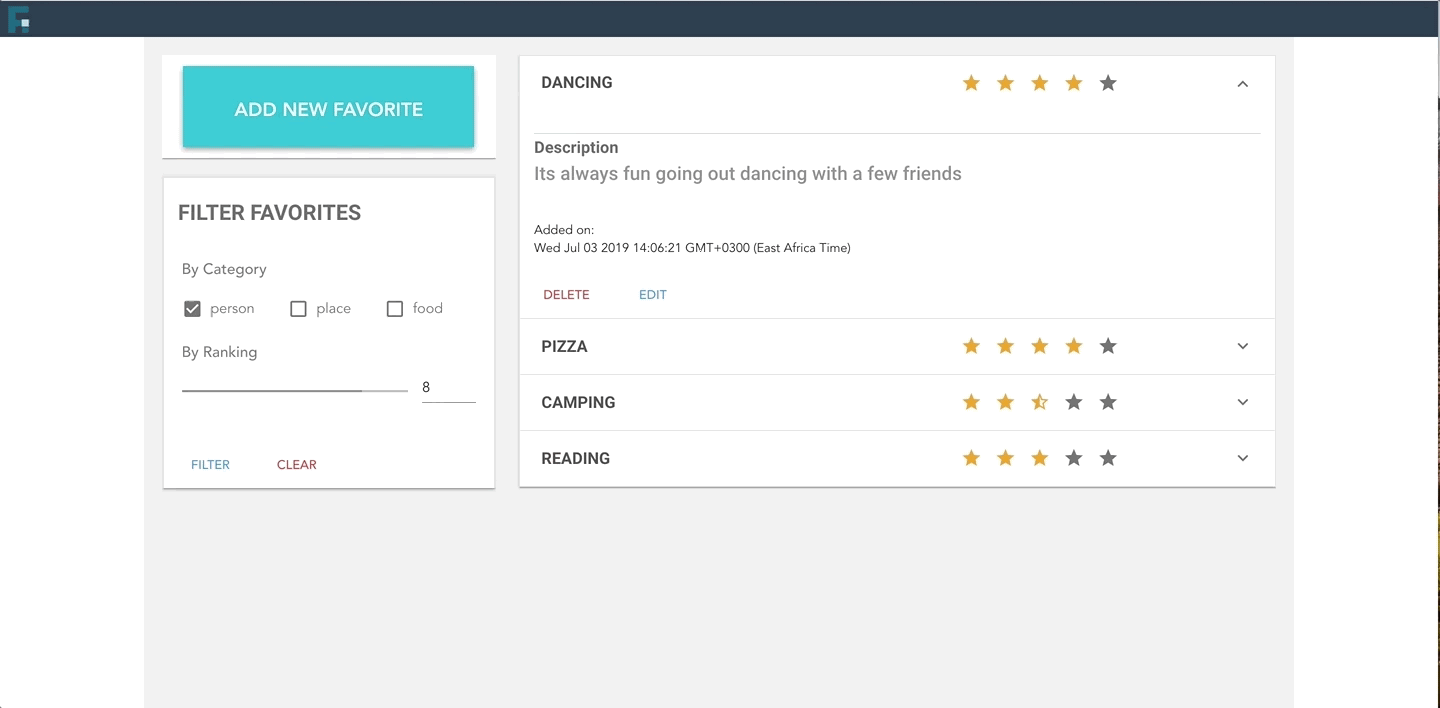 ADD NEW FAVORITE
FILTER FAVORITES
By Category
person
place
food
By Ranking
8
FILTER
CLEAR
DANCING
Description
Its always fun going out dancing with a few friends
Added on:
Wed Jul 03 2019 14:06:21 GMT+0300 (East Africa Time)
DELETE
EDIT
PIZZA
CAMPING
READING